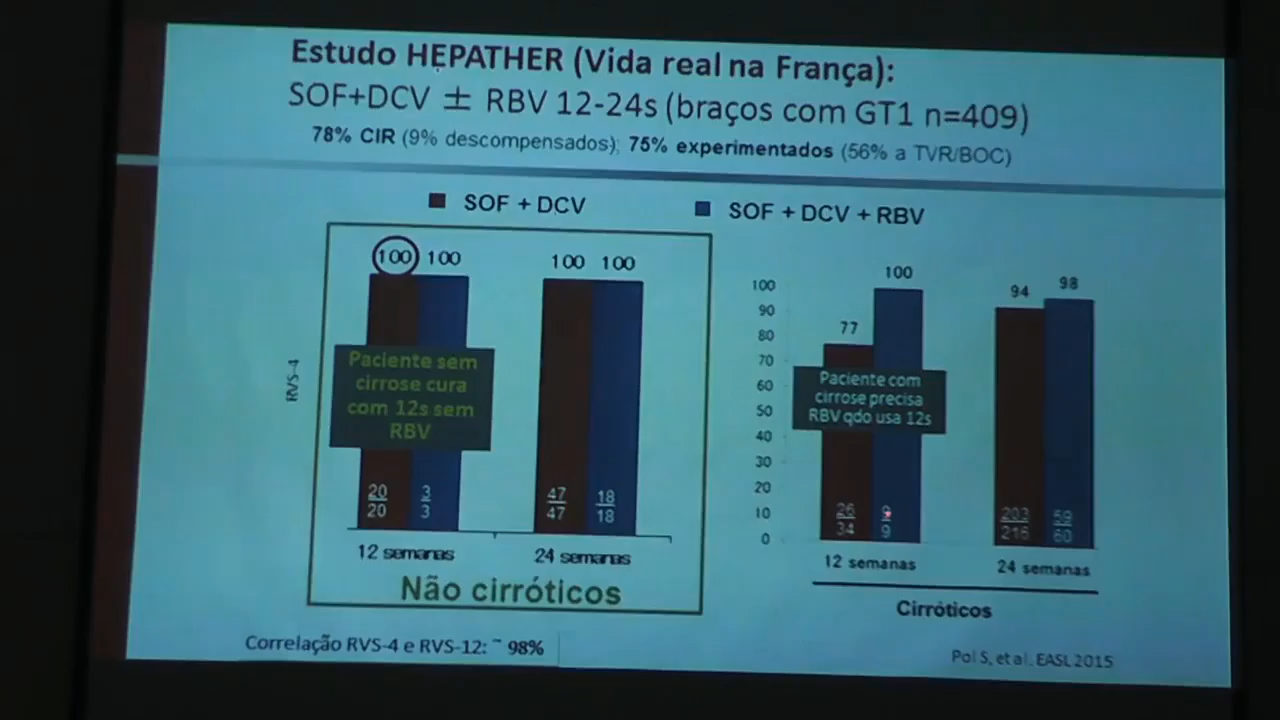 Estudo HEPATHER (Vida real na França):
SOF+DCV ± RBV 12-24s (braços com GT1 n=409)
78% CIR (9% descompensados); 75% experimentados (56% a TVR/BOC)
SOF + DCV
SOF + DCV + RBV
100 100
100 100
RVS-4
Paciente sem
cirrose cura
com 12s sem
RBV
20 3
20 3
47 18
47 18
12 semanas
24 semanas
Não cirróticos
100
90
80
70
60
50
40
30
20
10
0
77
100
94
98
Paciente com
cirrose precisa
RBV qdo usa 12s
26 9
34 9
203 59
216 60
12 semanas
24 semanas
Cirróticos
Correlação RVS-4 e RVS-12: ~ 98%
Pol S, et al. EASL 2015